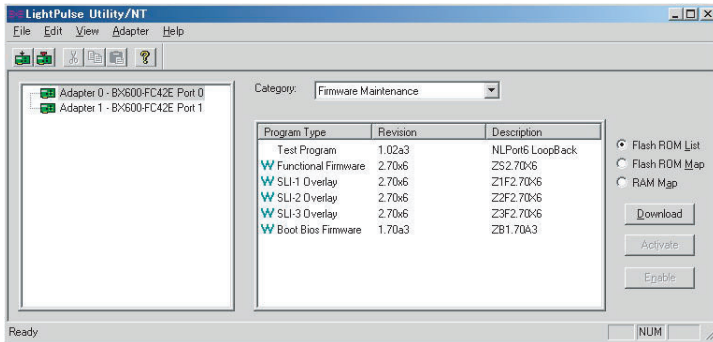 LightPulse Utility/NT
File Edit View Adapter Help
Adapter 0 - BX600-FC42E Port 0
Adapter 1 - BX600-FC42E Port 1
Category: Firmware Maintenance
Program Type Revision Description
Test Program 1.02a3 NLPort6 LoopBack
Functional Firmware 2.70x6 ZS2.70X6
SLI-1 Overlay 2.70x6 Z1F2.70X6
SLI-2 Overlay 2.70x6 Z2F2.70X6
SLI-3 Overlay 2.70x6 Z3F2.70X6
Boot Bios Firmware 1.70a3 ZB1.70A3
Flash ROM List
Flash ROM Map
RAM Map
Download
Activate
Enable
Ready NUM